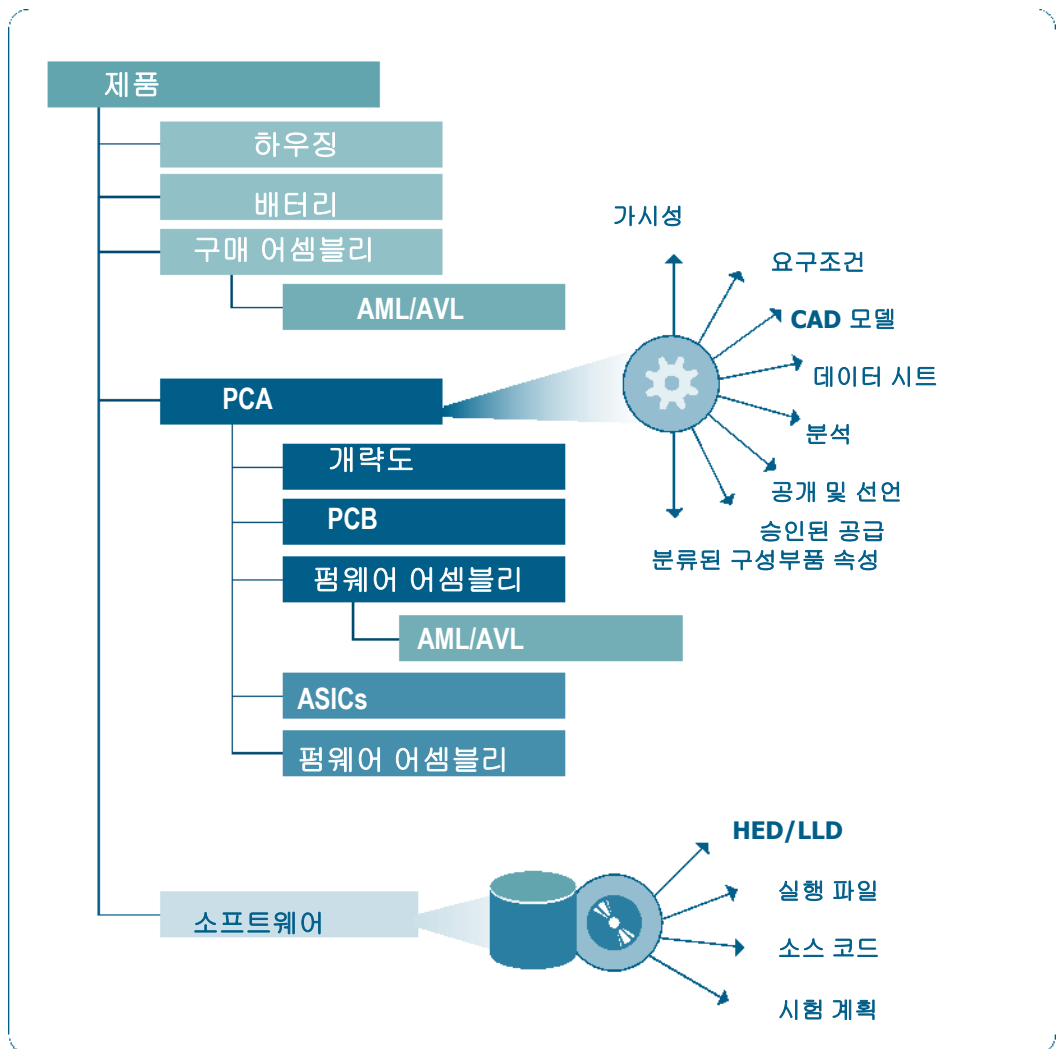 제품
하우징
배터리
구매 어셈블리
AML/AVL
PCA
개략도
PCB
펌웨어 어셈블리
AML/AVL
ASICs
펌웨어 어셈블리
소프트웨어
가시성
요구조건
CAD 모델
데이터 시트
분석
공개 및 선언
승인된 공급
분류된 구성부품 속성
HED/LLD
실행 파일
소스 코드
시험 계획